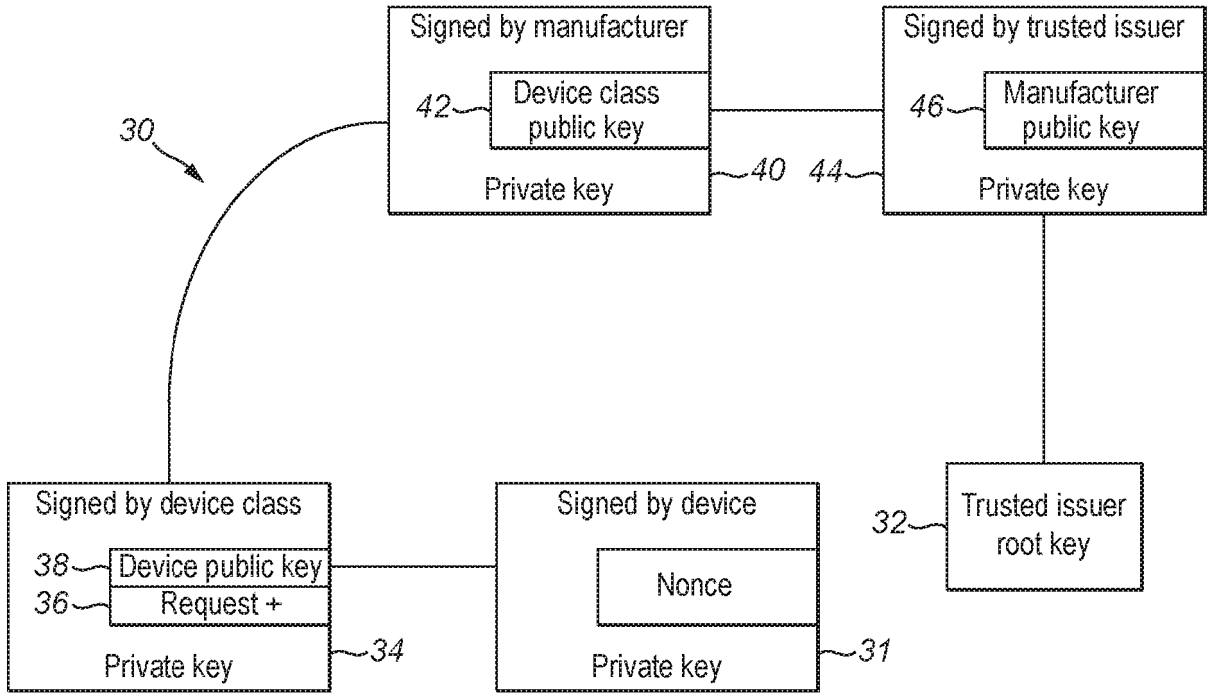 Signed by manufacturer
42
Device class
public key
Private key
40
Signed by trusted issuer
46
Manufacturer
public key
44
Private key
30
Signed by device class
38
Device public key
36
Request +
Private key
34
Signed by device
Nonce
Private key
31
32
Trusted issuer
root key